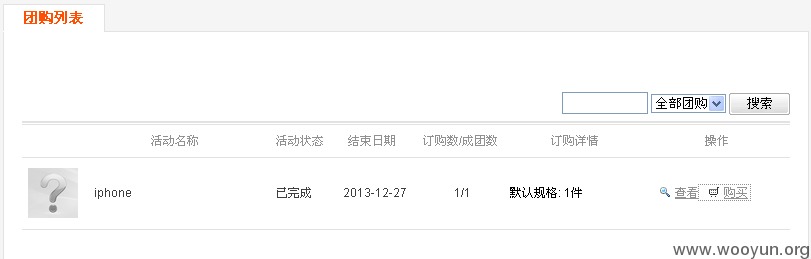 团购列表
全部团购 搜索
活动名称 活动状态 结束日期 订购数/成团数 订购详情 操作
iphone 已完成 2013-12-27 1/1 默认规格: 1件 查看 购买
www.wooyun.org